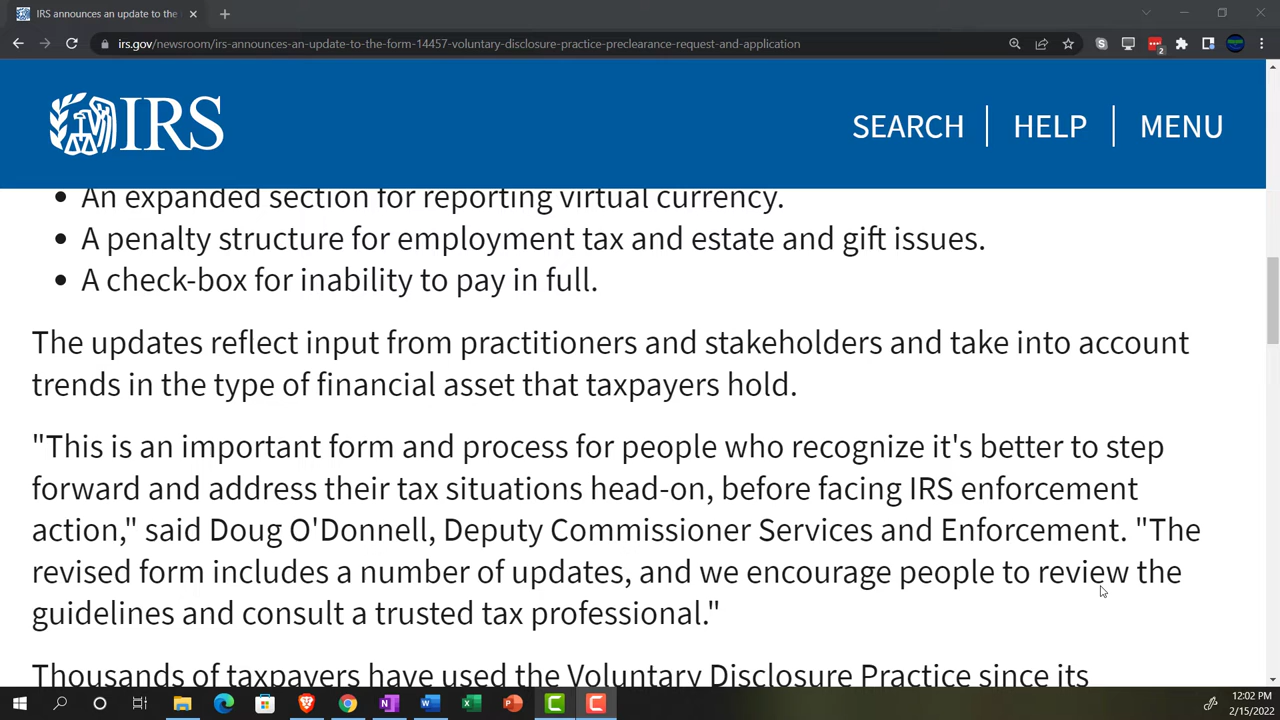 IRS announces an update to the
irs.gov/newsroom/irs-announces-an-update-to-the-form-14457-voluntary-disclosure-practice-preclearance-request-and-application
2
IRS
SEARCH
HELP
MENU
• An expanded section for reporting virtual currency.
• A penalty structure for employment tax and estate and gift issues.
• A check-box for inability to pay in full.
The updates reflect input from practitioners and stakeholders and take into account
trends in the type of financial asset that taxpayers hold.
"This is an important form and process for people who recognize it's better to step
forward and address their tax situations head-on, before facing IRS enforcement
action," said Doug O'Donnell, Deputy Commissioner Services and Enforcement. "The
revised form includes a number of updates, and we encourage people to review the
guidelines and consult a trusted tax professional."
Thousands of taxpayers have used the Voluntary Disclosure Practice since its
12:02 PM
2/15/2022